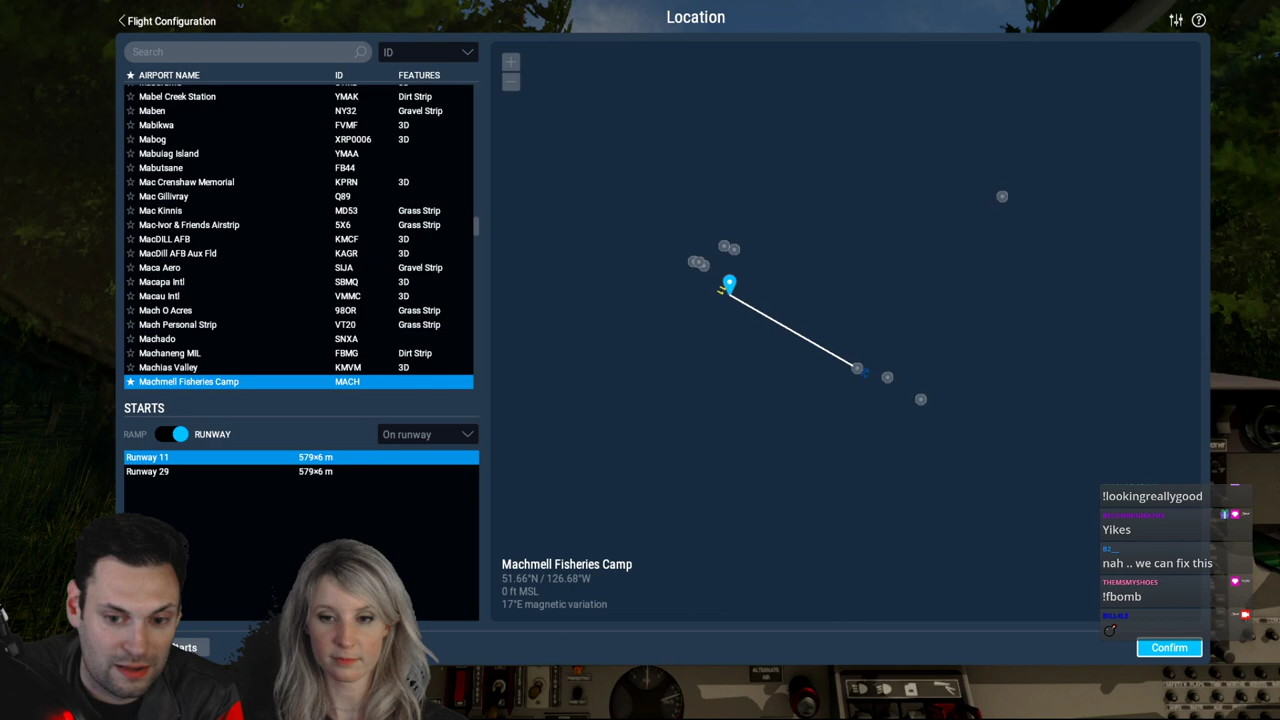 Flight Configuration
Location
Search
ID
★ AIRPORT NAME ID FEATURES
☆ Mabel Creek Station YMAK Dirt Strip
☆ Maben NY32 Gravel Strip
☆ Mabikwa FVMF 3D
☆ Mabog XRP0006 3D
☆ Mabuiag Island YMAA
☆ Mabutsane FB44
☆ Mac Crenshaw Memorial KPRN 3D
☆ Mac Gillivray Q89
☆ Mac Kinnis MD53 Grass Strip
☆ Mac-Ivor & Friends Airstrip 5X6 Grass Strip
☆ MacDILL AFB KMCF 3D
☆ MacDill AFB Aux Fld KAGR 3D
☆ Maca Aero SIJA Gravel Strip
☆ Macapa Intl SBMQ 3D
☆ Macau Intl VMMC 3D
☆ Mach O Acres 98OR Grass Strip
☆ Mach Personal Strip VT20 Grass Strip
☆ Machado SNXA
☆ Machaneng MIL FBMG Dirt Strip
☆ Machias Valley KMVM 3D
★ Machmell Fisheries Camp MACH
STARTS
RAMP RUNWAY On runway
Runway 11 579×6 m
Runway 29 579×6 m
Machmell Fisheries Camp
51.66°N / 126.68°W
0 ft MSL
17°E magnetic variation
!lookingreallygood
Yikes
B2__
nah .. we can fix this
THEMSMYSHOES
!fbomb
Confirm